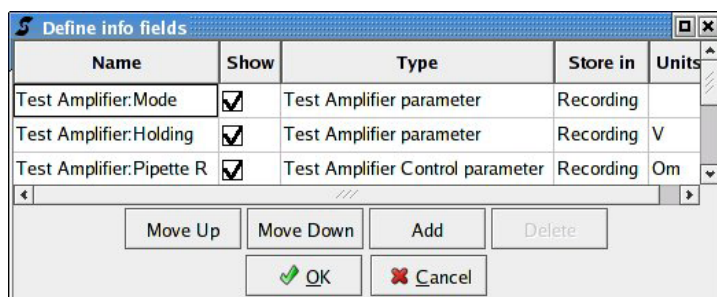 Define info fields
Name Show Type Store in Units
Test Amplifier:Mode Test Amplifier parameter Recording
Test Amplifier:Holding Test Amplifier parameter Recording V
Test Amplifier:Pipette R Test Amplifier Control parameter Recording Om
Move Up Move Down Add Delete
OK Cancel